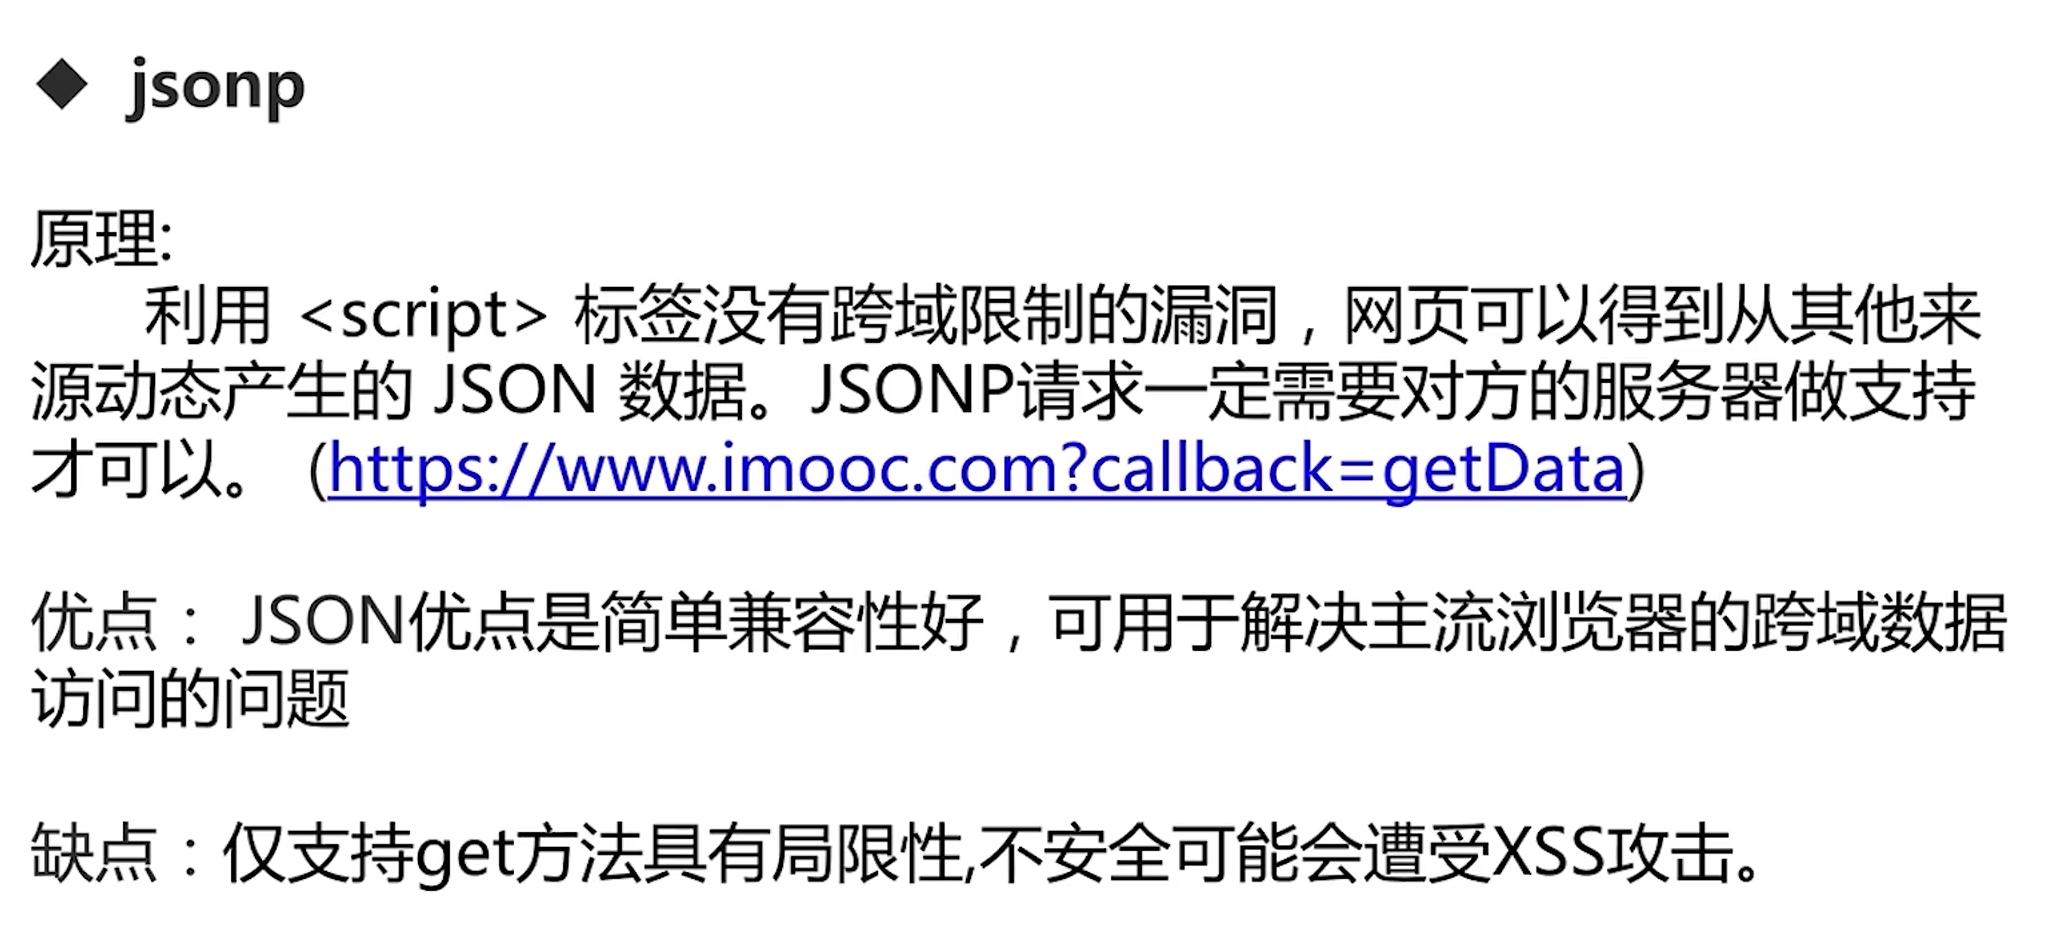 ◆ jsonp
原理:
利用 <script> 标签没有跨域限制的漏洞，网页可以得到从其他来
源动态产生的 JSON 数据。JSONP请求一定需要对方的服务器做支持
才可以。 (https://www.imooc.com?callback=getData)
优点： JSON优点是简单兼容性好，可用于解决主流浏览器的跨域数据
访问的问题
缺点：仅支持get方法具有局限性,不安全可能会遭受XSS攻击。